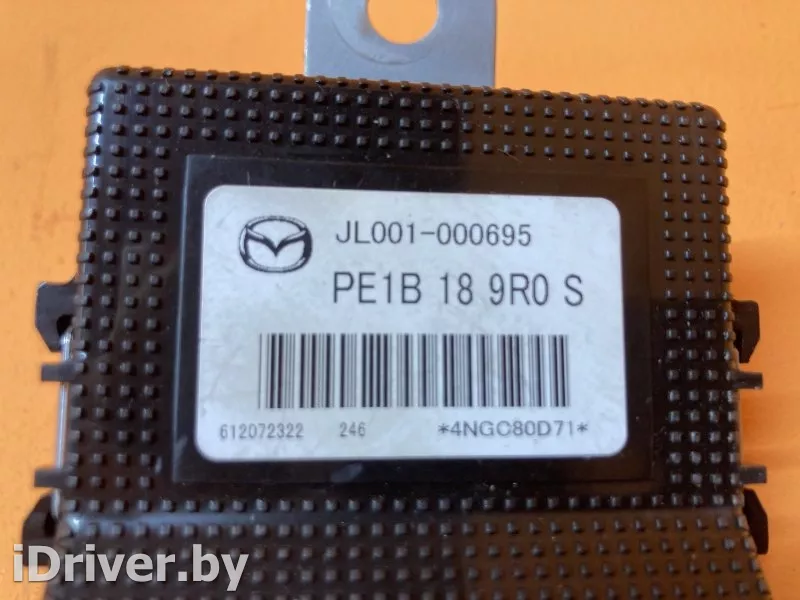 JL001-000695
PE1B 18 9R0 S
612072322 246 *4NGC80D71*
iDriver.by